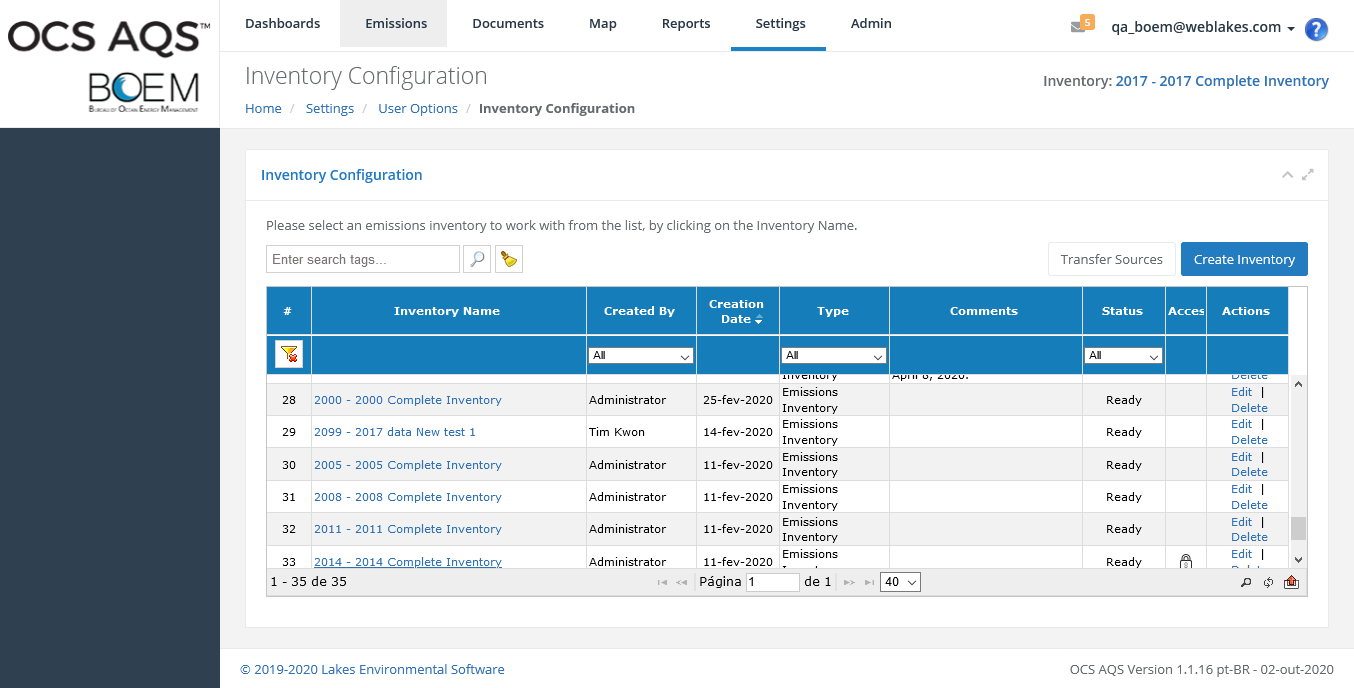 OCS AQS™
BOEM
BUREAU OF OCEAN ENERGY MANAGEMENT
Dashboards Emissions Documents Map Reports Settings Admin
5 qa_boem@weblakes.com ?
Inventory Configuration
Inventory: 2017 - 2017 Complete Inventory
Home / Settings / User Options / Inventory Configuration
Inventory Configuration
Please select an emissions inventory to work with from the list, by clicking on the Inventory Name.
Enter search tags...
Transfer Sources Create Inventory
# Inventory Name Created By Creation Date Type Comments Status Acces Actions
All All All
Inventory April 8, 2020. Delete
28 2000 - 2000 Complete Inventory Administrator 25-fev-2020 Emissions Inventory Ready Edit | Delete
29 2099 - 2017 data New test 1 Tim Kwon 14-fev-2020 Emissions Inventory Ready Edit | Delete
30 2005 - 2005 Complete Inventory Administrator 11-fev-2020 Emissions Inventory Ready Edit | Delete
31 2008 - 2008 Complete Inventory Administrator 11-fev-2020 Emissions Inventory Ready Edit | Delete
32 2011 - 2011 Complete Inventory Administrator 11-fev-2020 Emissions Inventory Ready Edit | Delete
33 2014 - 2014 Complete Inventory Administrator 11-fev-2020 Emissions Ready Edit |
1 - 35 de 35 Página 1 de 1 40
© 2019-2020 Lakes Environmental Software
OCS AQS Version 1.1.16 pt-BR - 02-out-2020